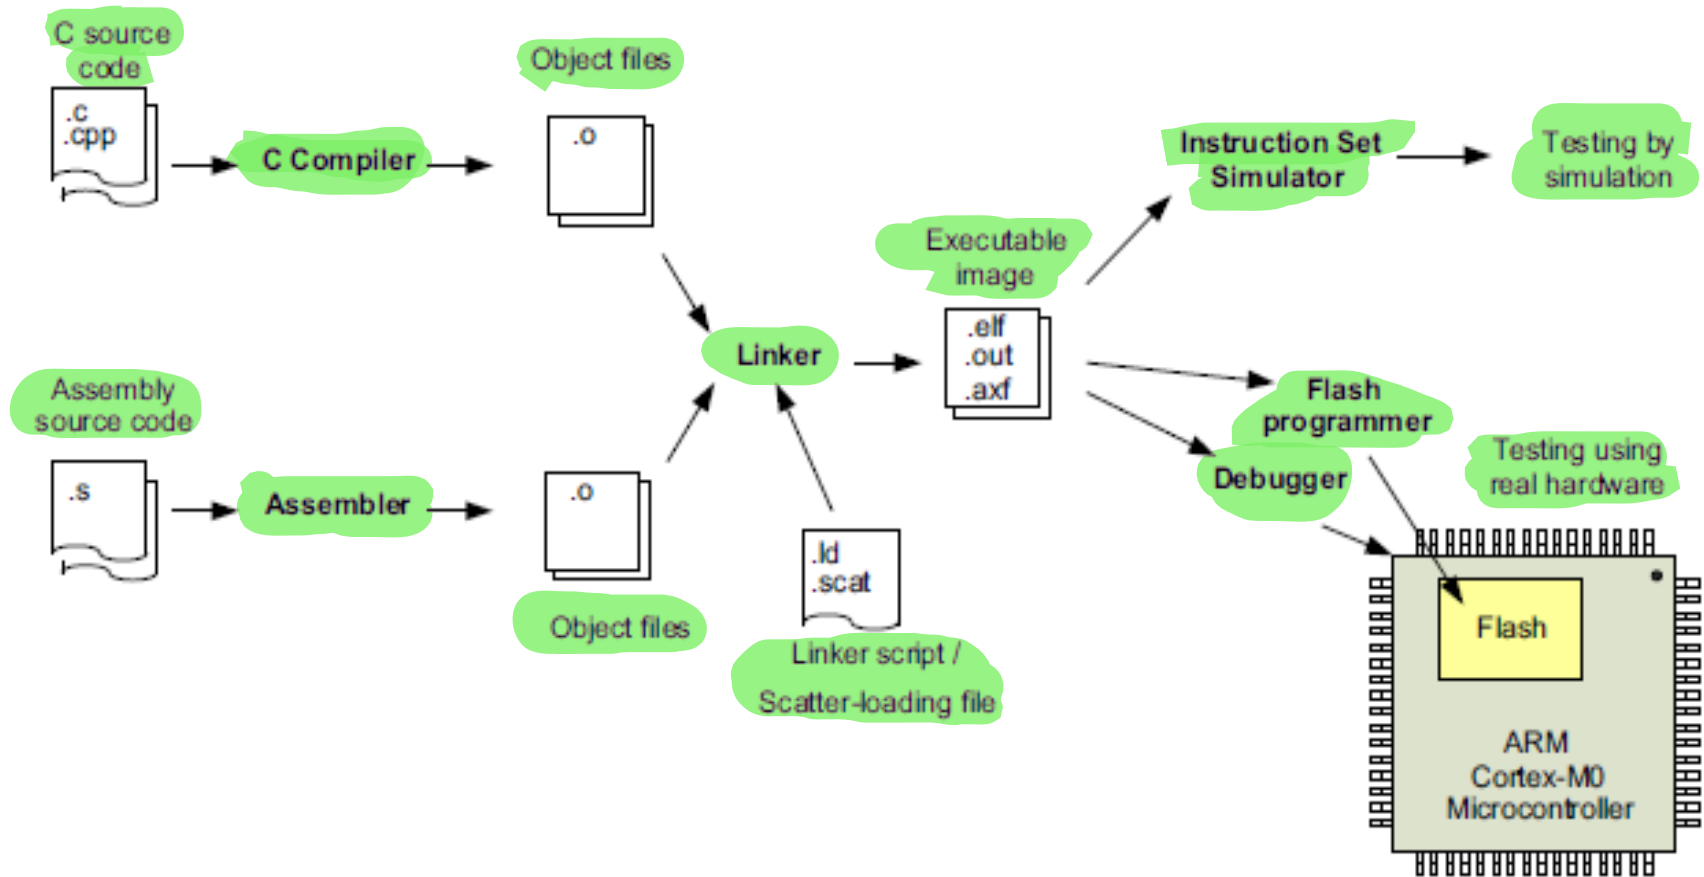 C source
code
.c
.cpp
C Compiler
Object files
.o
Assembly
source code
.s
Assembler
.o
Object files
Linker
.ld
.scat
Linker script /
Scatter-loading file
Executable
image
.elf
.out
.axf
Instruction Set
Simulator
Testing by
simulation
Flash
programmer
Debugger
Testing using
real hardware
Flash
ARM
Cortex-M0
Microcontroller